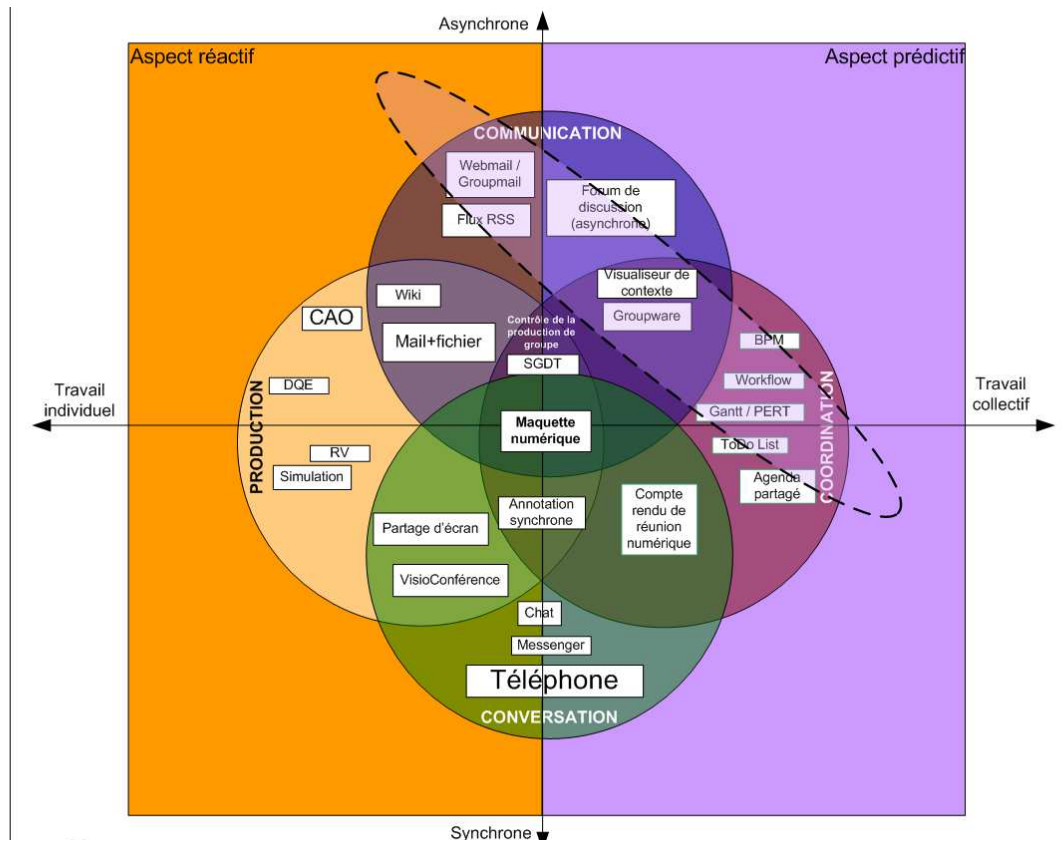 Asynchrone
Aspect réactif
Aspect prédictif
COMMUNICATION
Webmail /
Groupmail
Flux RSS
Forum de
discussion
(asynchrone)
Visualiseur de
contexte
Groupware
Wiki
CAO
Mail+fichier
Contrôle de la
production de
groupe
SGDT
BPM
Workflow
Gantt / PERT
ToDo List
Agenda
partagé
COORDINATION
Travail
individuel
Travail
collectif
DQE
PRODUCTION
RV
Simulation
Maquette
numérique
Annotation
synchrone
Compte
rendu de
réunion
numérique
Partage d'écran
VisioConférence
Chat
Messenger
Téléphone
CONVERSATION
Synchrone